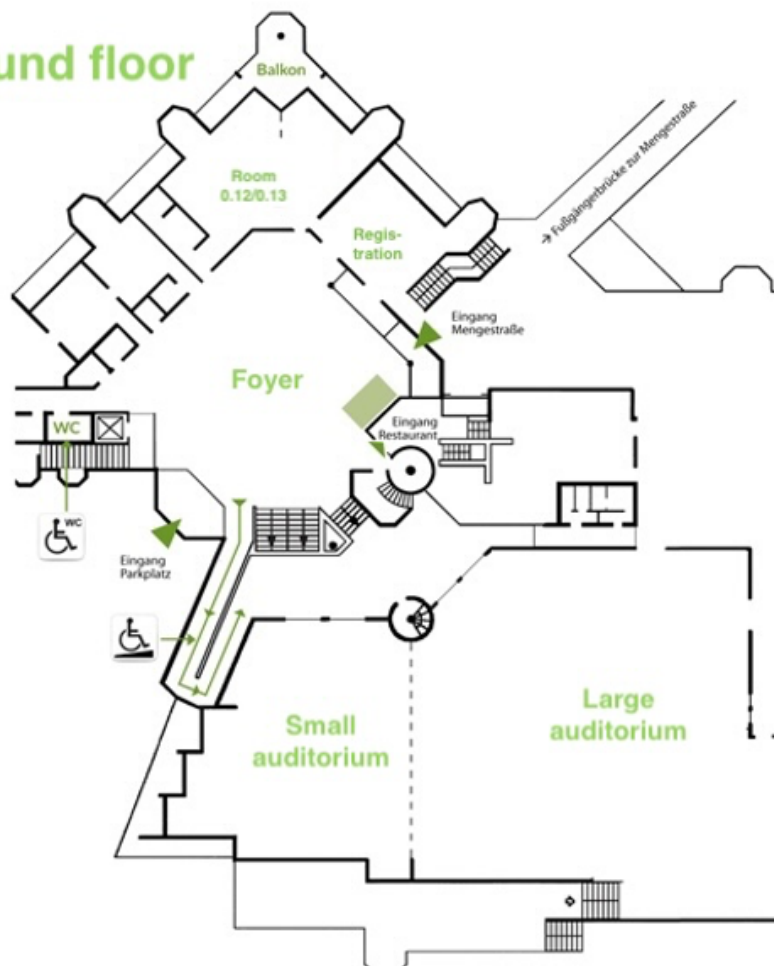 und floor
Balkon
Room
0.12/0.13
Regis-
tration
→ Fußgängerbrücke zur Mengestraße
Eingang
Mengestraße
Foyer
Eingang
Restaurant
WC
WC
Eingang
Parkplatz
Small
auditorium
Large
auditorium